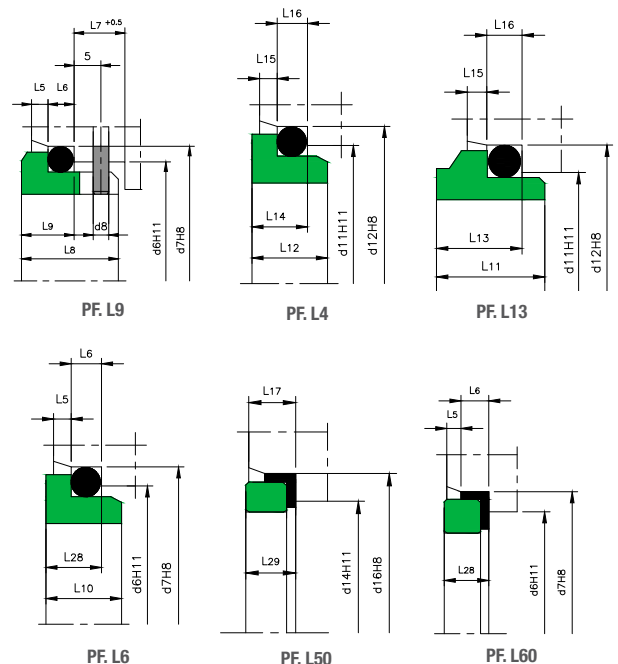 L7 +0.5
5
L5 L6
L9 d8
L8
d6H11
d7H8
PF. L9
L16
L15
L14
L12
d11H11
d12H8
PF. L4
L16
L15
L13
L11
d11H11
d12H8
PF. L13
L6
L5
L28
L10
d6H11
d7H8
PF. L6
L17
L29
d14H11
d16H8
PF. L50
L6
L5
L28
d6H11
d7H8
PF. L60